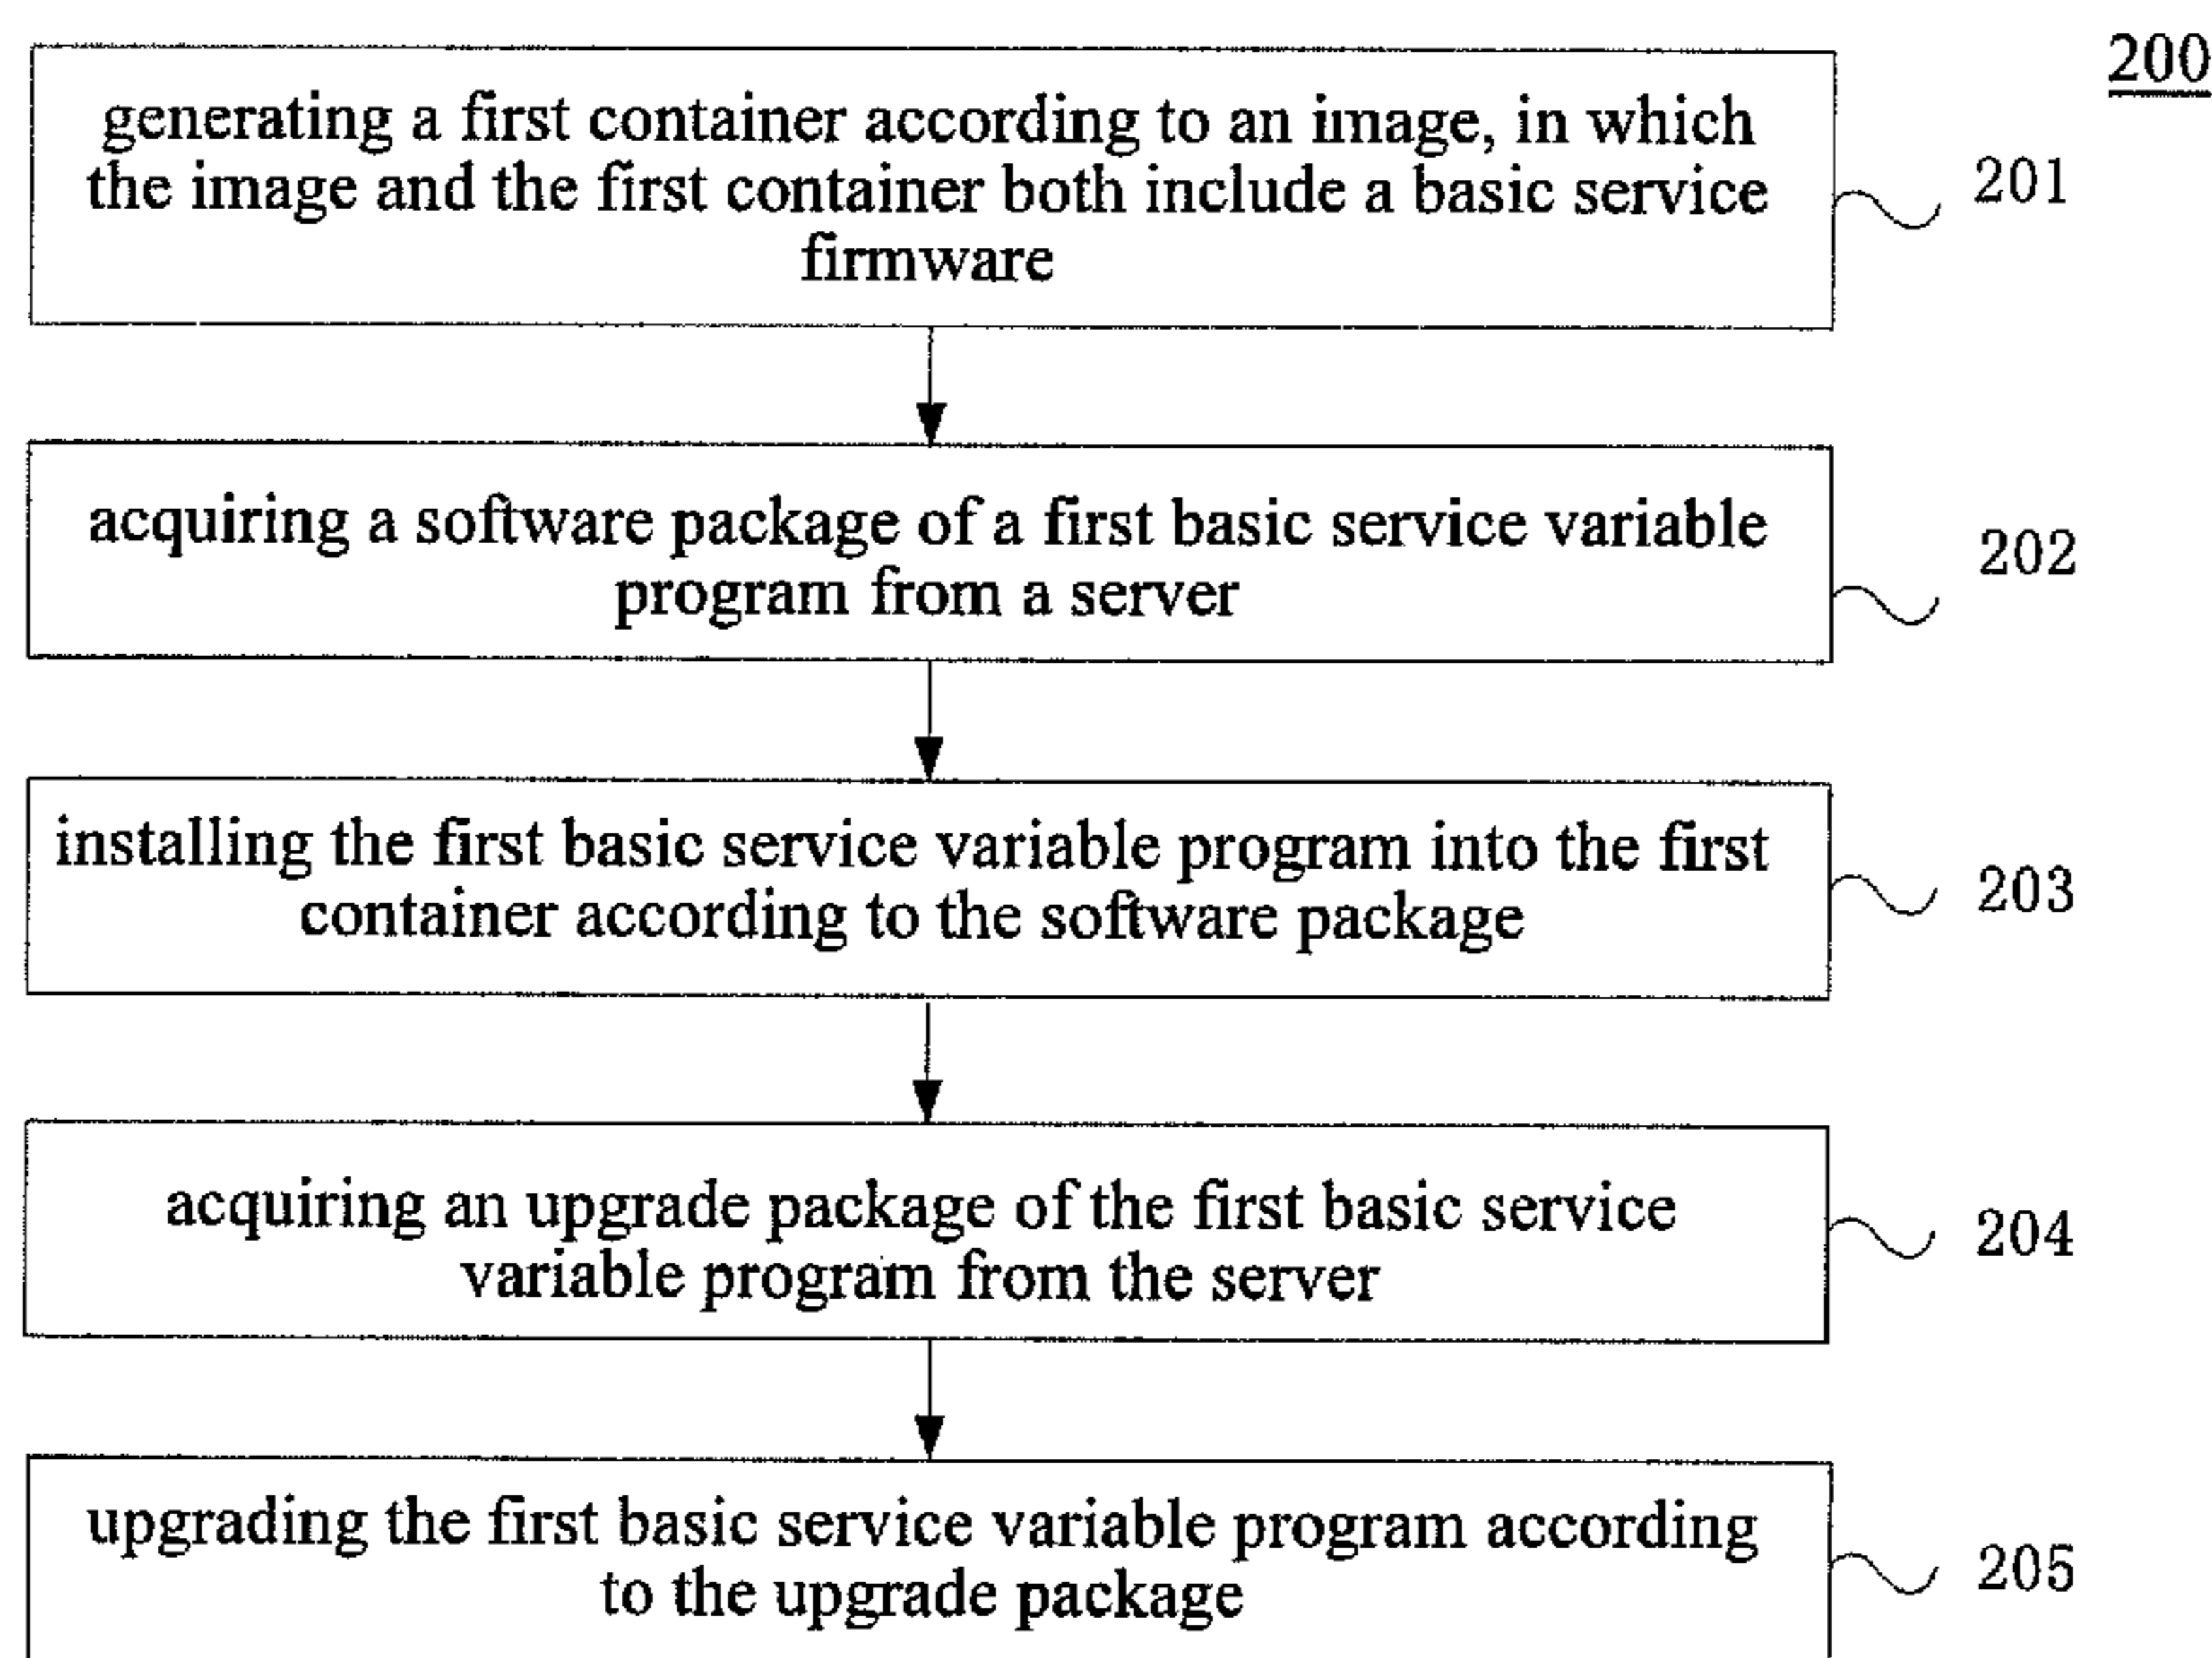 200
generating a first container according to an image, in which
the image and the first container both include a basic service
firmware
201
acquiring a software package of a first basic service variable
program from a server
202
installing the first basic service variable program into the first
container according to the software package
203
acquiring an upgrade package of the first basic service
variable program from the server
204
upgrading the first basic service variable program according
to the upgrade package
205